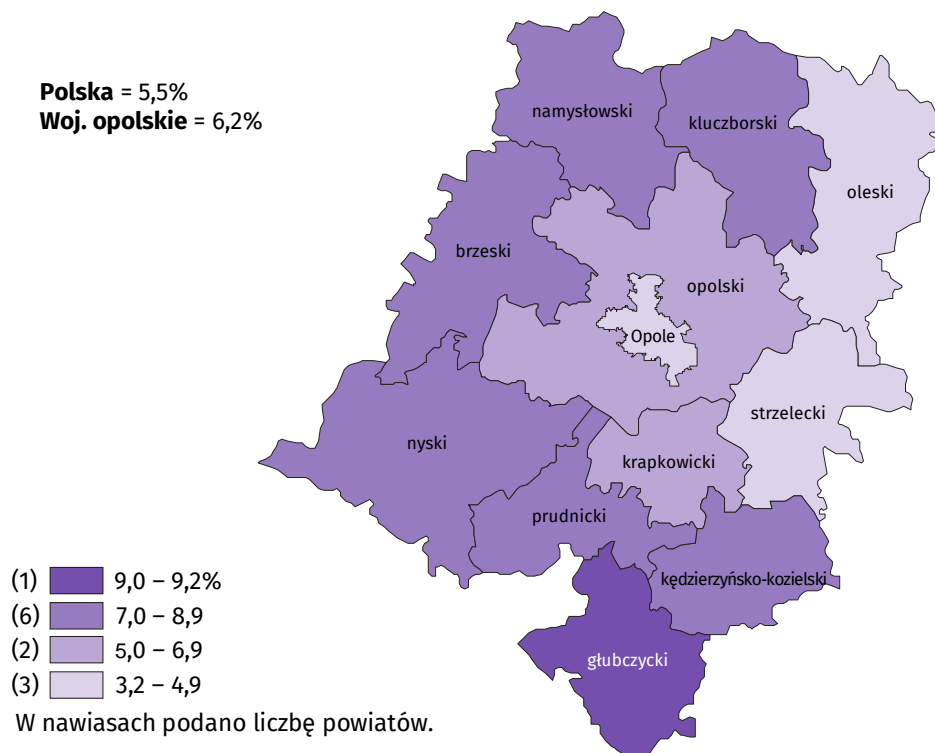 Polska = 5,5%
Woj. opolskie = 6,2%
namysłowski
kluczborski
oleski
brzeski
opolski
Opole
strzelecki
nyski
krapkowicki
prudnicki
kędzierzyńsko-kozielski
głubczycki
(1) 9,0 – 9,2%
(6) 7,0 – 8,9
(2) 5,0 – 6,9
(3) 3,2 – 4,9
W nawiasach podano liczbę powiatów.